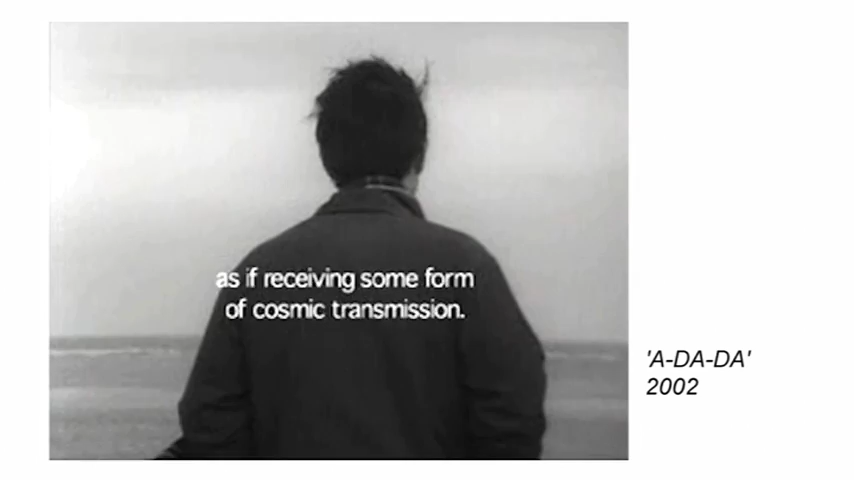 as if receiving some form
of cosmic transmission.
'A-DA-DA'
2002